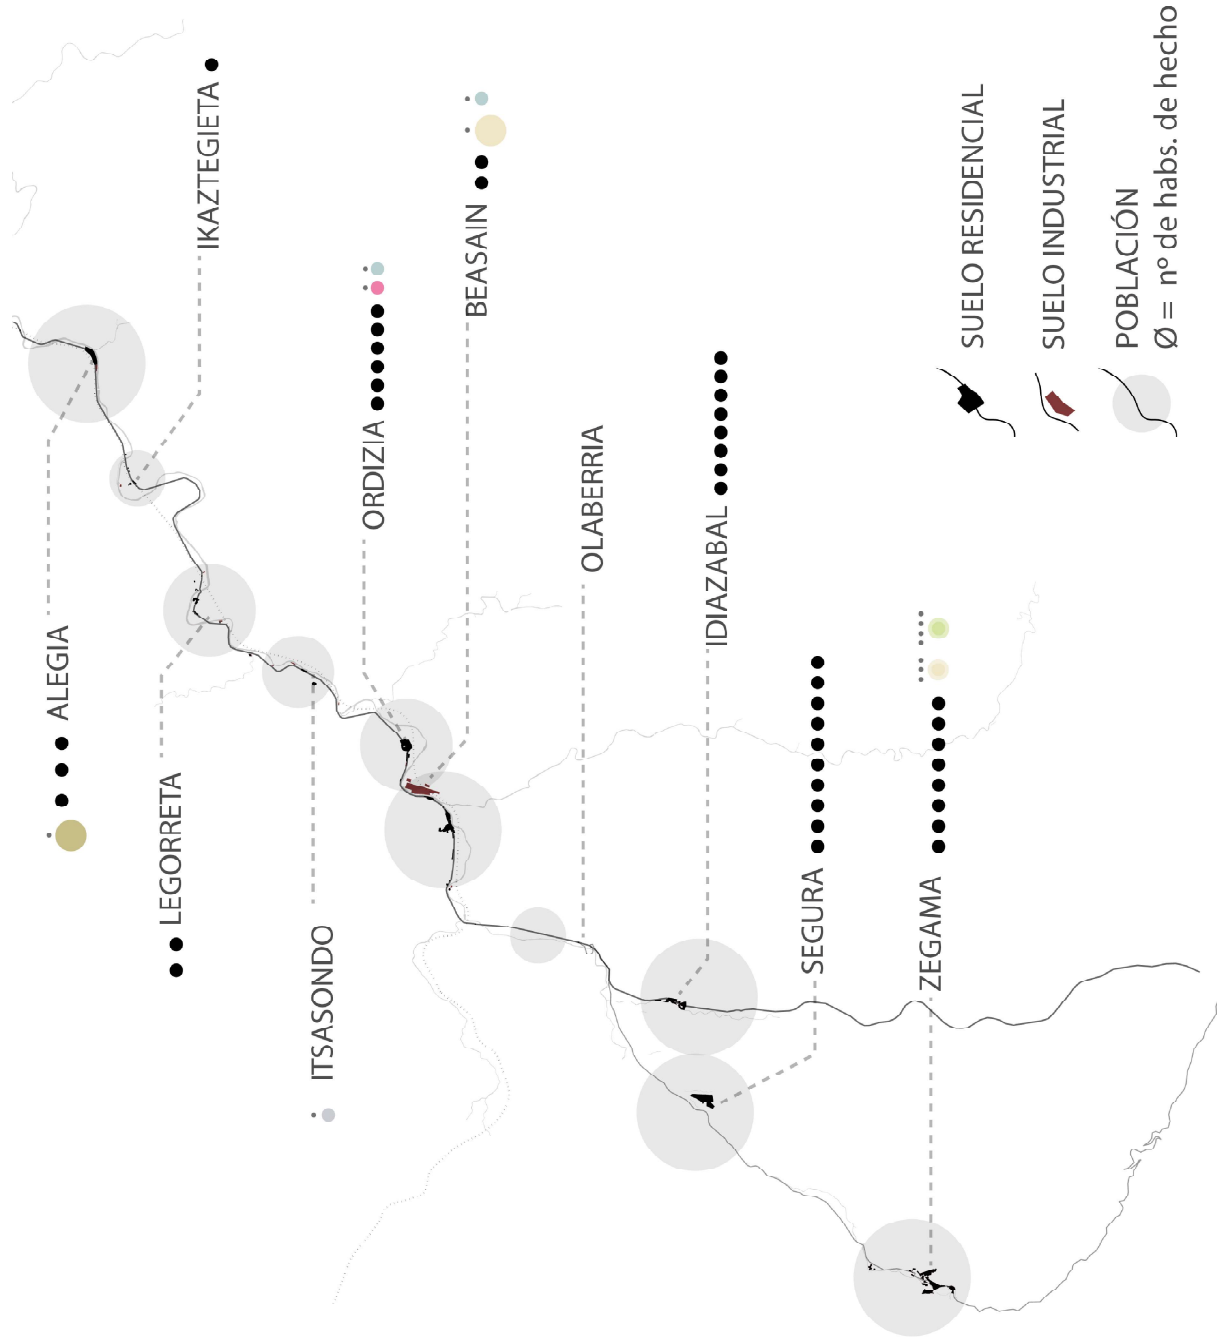 ALEGIA
IKAZTEGIETA
LEGORRETA
ITSASONDO
ORDIZIA
BEASAIN
OLABERRIA
IDIAZABAL
SEGURA
ZEGAMA
SUELO RESIDENCIAL
SUELO INDUSTRIAL
POBLACIÓN
Ø = nº de habs. de hecho